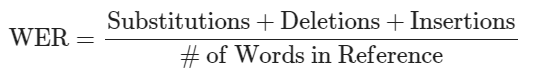 WER = Substitutions + Deletions + Insertions
# of Words in Reference